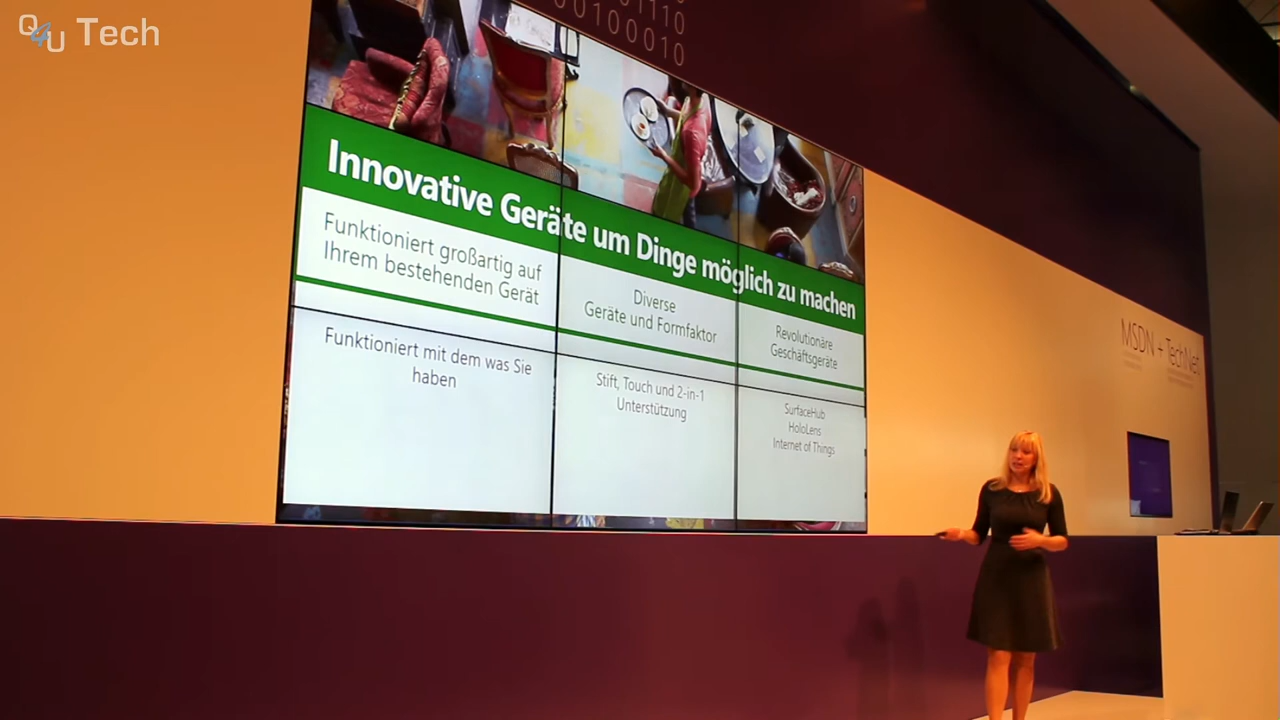 Q4U Tech
01110
00100010
Innovative Geräte um Dinge möglich zu machen
Funktioniert großartig auf
Ihrem bestehenden Gerät
Diverse
Geräte und Formfaktor
Revolutionäre
Geschäftsgeräte
Funktioniert mit dem was Sie
haben
Stift, Touch und 2-in-1
Unterstützung
SurfaceHub
HoloLens
Internet of Things
MSDN + TechNet